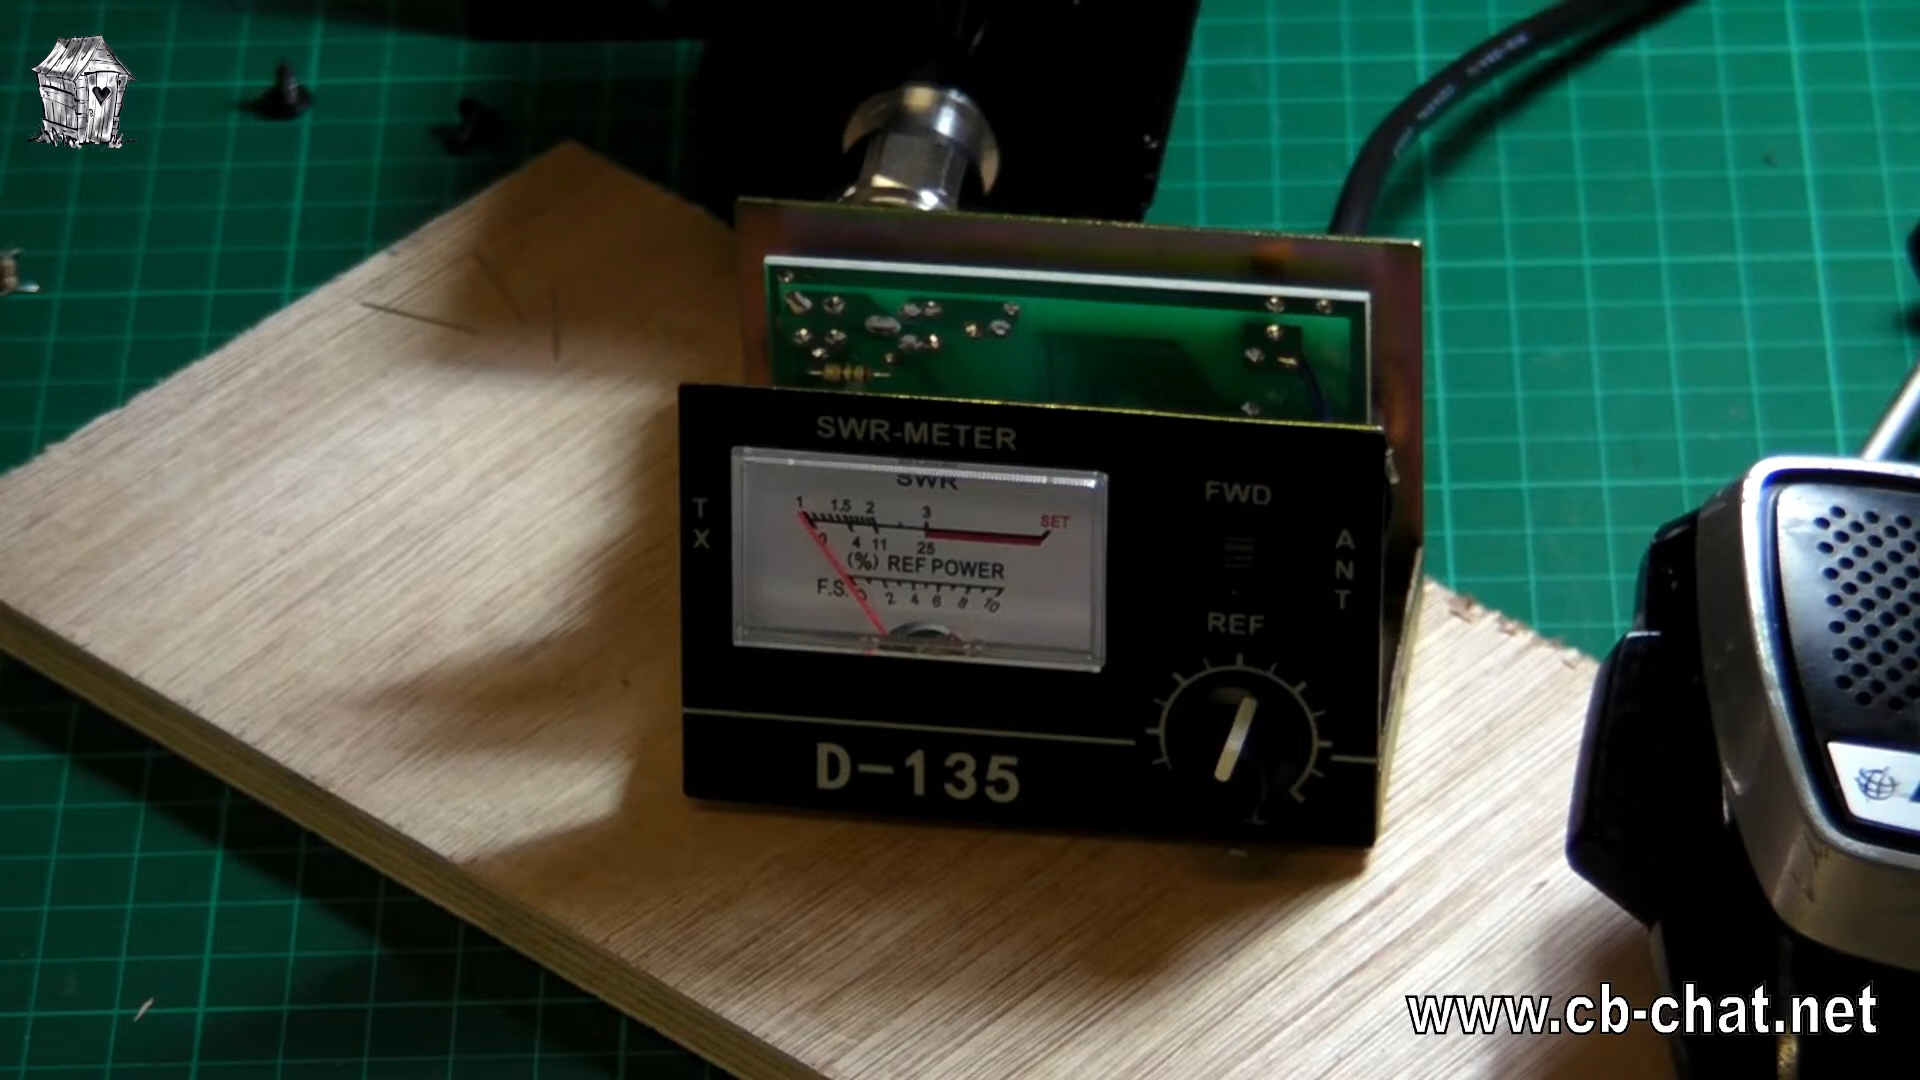 SWR-METER
SWR
1 1.5 2 3 SET
0 4 11 25
(%) REF POWER
F.S. 0 2 4 6 8 10
TX
FWD
REF
ANT
D-135
www.cb-chat.net